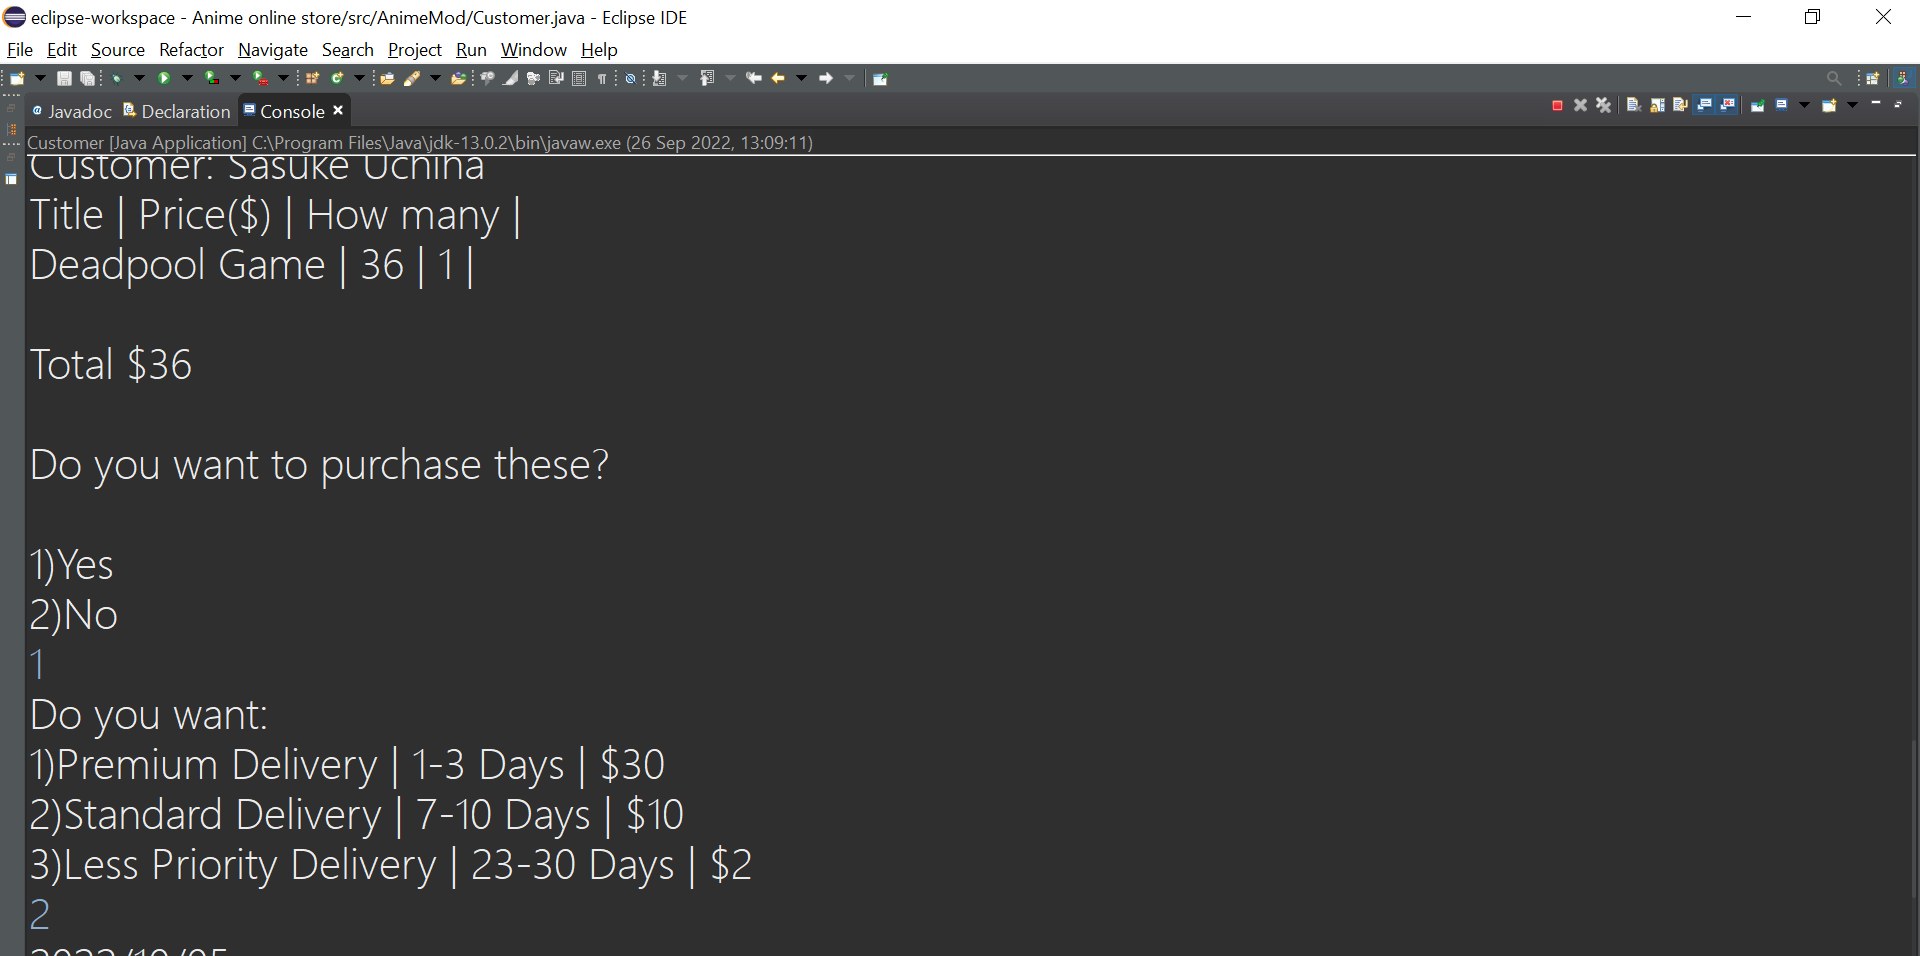 eclipse-workspace - Anime online store/src/AnimeMod/Customer.java - Eclipse IDE
File Edit Source Refactor Navigate Search Project Run Window Help
Javadoc Declaration Console
Customer [Java Application] C:\Program Files\Java\jdk-13.0.2\bin\javaw.exe (26 Sep 2022, 13:09:11)
Customer: Sasuke Uchiha
Title | Price($) | How many |
Deadpool Game | 36 | 1 |
Total $36
Do you want to purchase these?
1)Yes
2)No
1
Do you want:
1)Premium Delivery | 1-3 Days | $30
2)Standard Delivery | 7-10 Days | $10
3)Less Priority Delivery | 23-30 Days | $2
2
2022/10/05